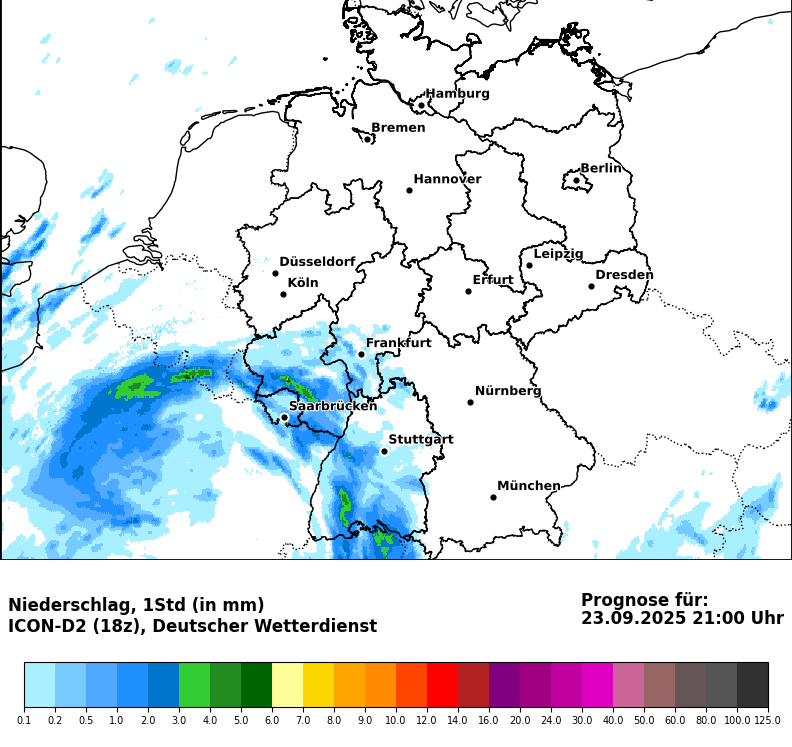 Hamburg
Bremen
Berlin
Hannover
Leipzig
Düsseldorf
Dresden
Köln
Erfurt
Frankfurt
Nürnberg
Saarbrücken
Stuttgart
München
Niederschlag, 1Std (in mm)
ICON-D2 (18z), Deutscher Wetterdienst
Prognose für:
23.09.2025 21:00 Uhr
0.1 0.2 0.5 1.0 2.0 3.0 4.0 5.0 6.0 7.0 8.0 9.0 10.0 12.0 14.0 16.0 20.0 24.0 30.0 40.0 50.0 60.0 80.0 100.0 125.0